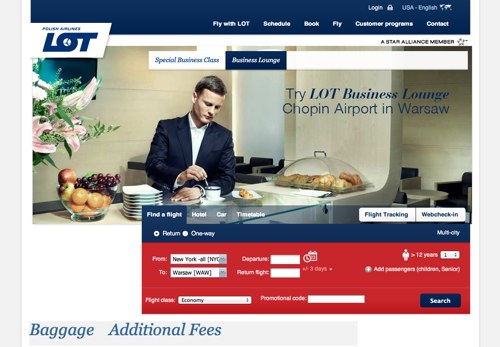 Login USA - English
POLISH AIRLINES
LOT
Fly with LOT Schedule Book Fly Customer programs Contact
A STAR ALLIANCE MEMBER
Special Business Class Business Lounge
Try LOT Business Lounge
Chopin Airport in Warsaw
Find a flight Hotel Car Timetable Flight Tracking Webcheck-in
Return One-way Multi-city
From: New York -all [NYC Departure: > 12 years 1
To: Warsaw [WAW] Return flight: +/- 3 days Add passengers (children, Senior)
Flight class: Economy Promotional code: Search
Baggage Additional Fees